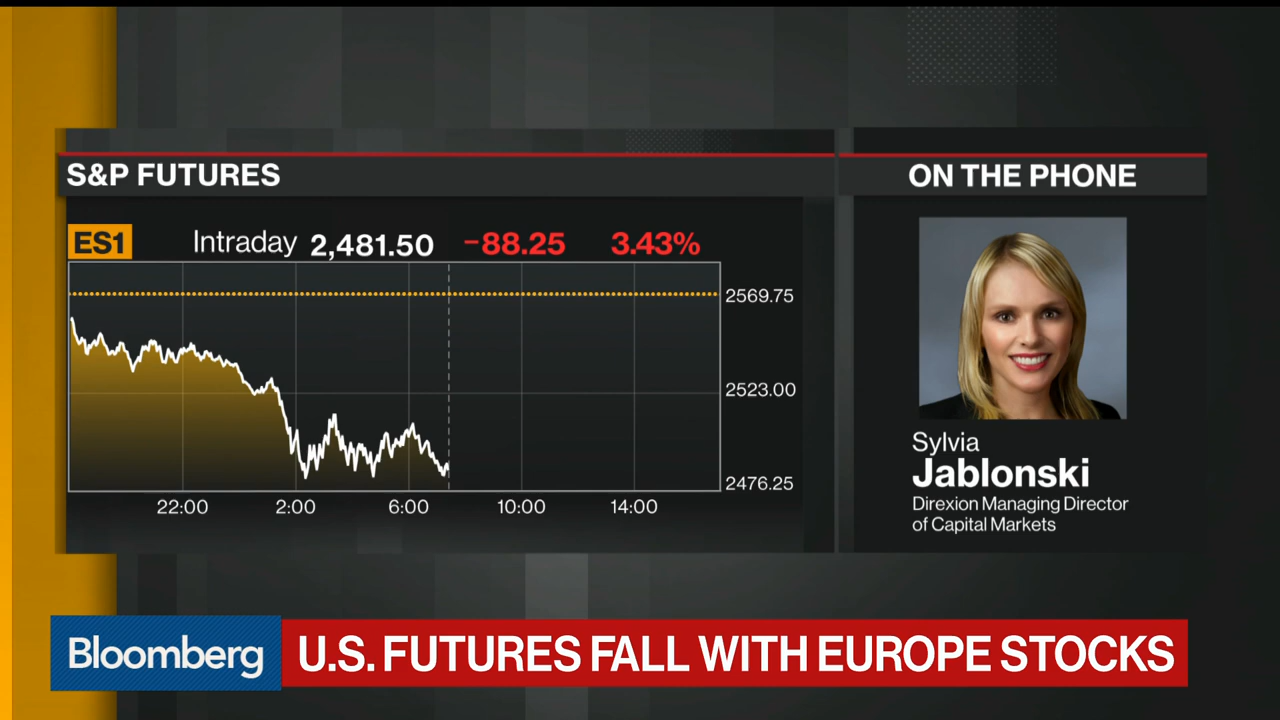 S&P FUTURES
ES1 Intraday 2,481.50 −88.25 3.43%
2569.75
2523.00
2476.25
22:00 2:00 6:00 10:00 14:00
ON THE PHONE
Sylvia
Jablonski
Direxion Managing Director
of Capital Markets
Bloomberg
U.S. FUTURES FALL WITH EUROPE STOCKS